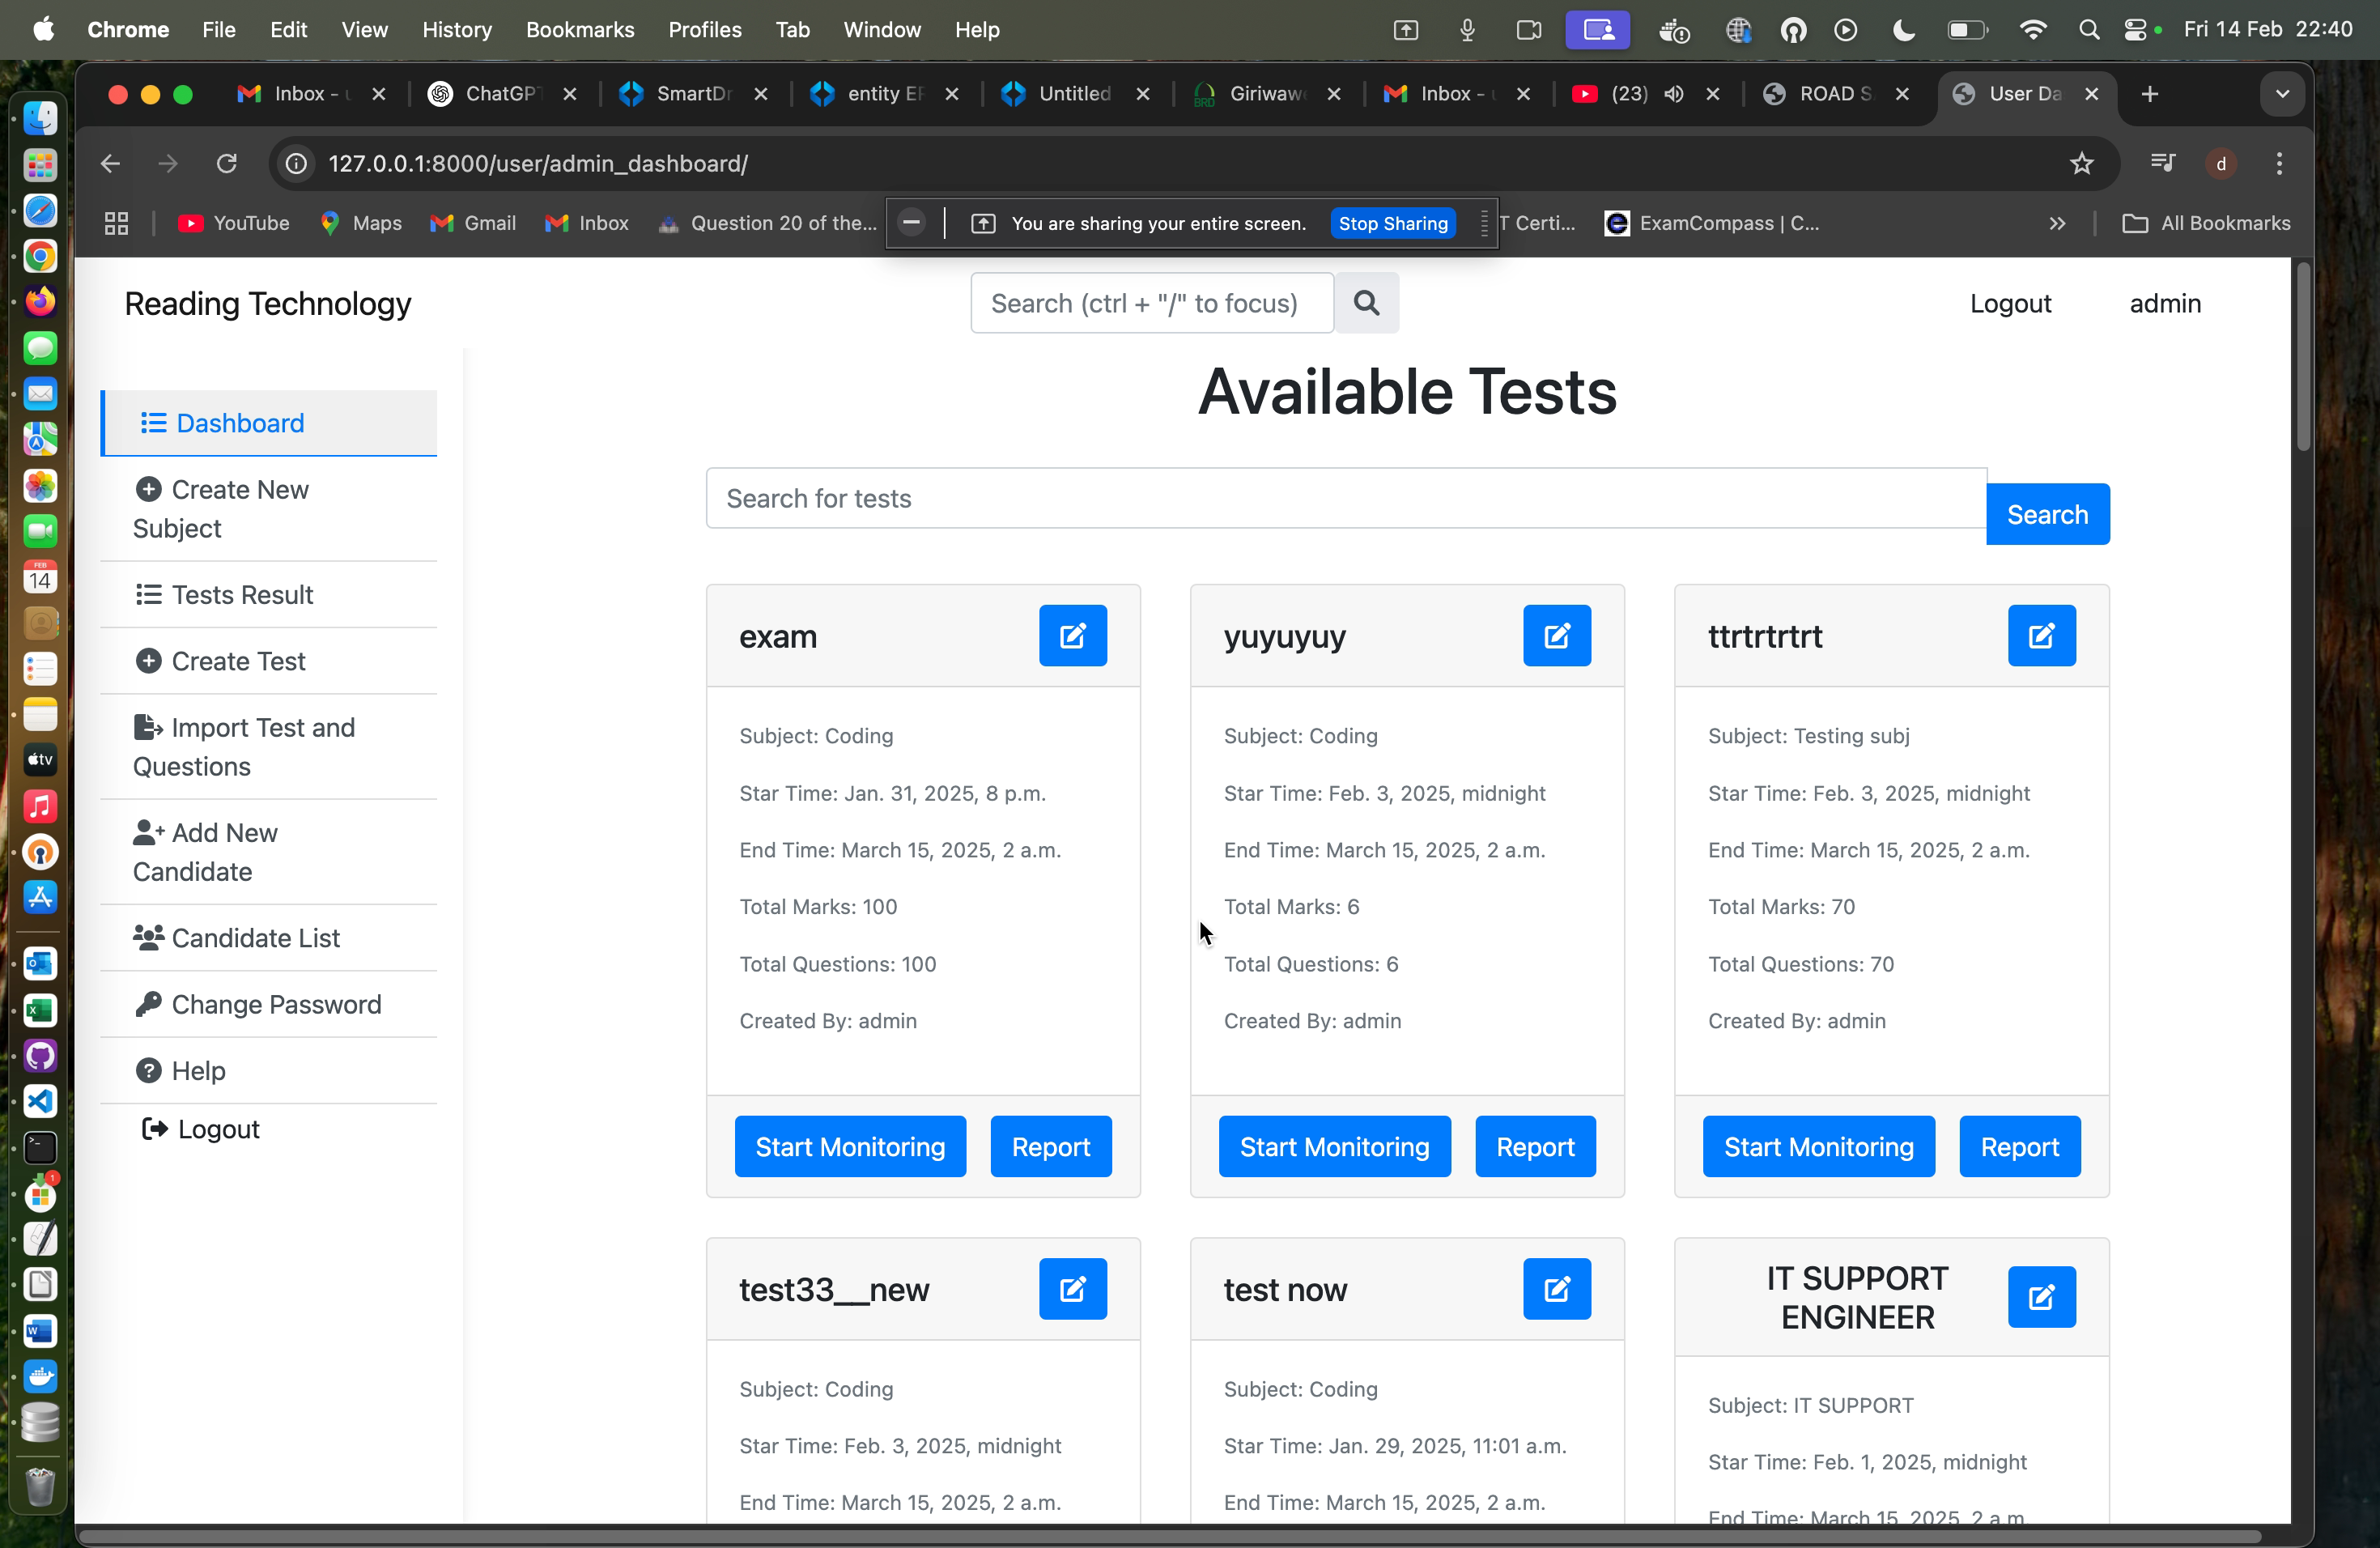 Chrome File Edit View History Bookmarks Profiles Tab Window Help Fri 14 Feb 22:40
Inbox - ChatGP SmartDr entity EF Untitled Giriwaw Inbox - (23) ROAD S User Da
127.0.0.1:8000/user/admin_dashboard/ d
YouTube Maps Gmail Inbox Question 20 of the... You are sharing your entire screen. Stop Sharing T Certi... ExamCompass | C... » All Bookmarks
Reading Technology Search (ctrl + "/" to focus) Logout admin
Dashboard
Create New
Subject
Tests Result
Create Test
Import Test and
Questions
Add New
Candidate
Candidate List
Change Password
Help
Logout
Available Tests
Search for tests Search
exam
Subject: Coding
Star Time: Jan. 31, 2025, 8 p.m.
End Time: March 15, 2025, 2 a.m.
Total Marks: 100
Total Questions: 100
Created By: admin
Start Monitoring Report
yuyuyuy
Subject: Coding
Star Time: Feb. 3, 2025, midnight
End Time: March 15, 2025, 2 a.m.
Total Marks: 6
Total Questions: 6
Created By: admin
Start Monitoring Report
ttrtrtrtrt
Subject: Testing subj
Star Time: Feb. 3, 2025, midnight
End Time: March 15, 2025, 2 a.m.
Total Marks: 70
Total Questions: 70
Created By: admin
Start Monitoring Report
test33__new
Subject: Coding
Star Time: Feb. 3, 2025, midnight
End Time: March 15, 2025, 2 a.m.
test now
Subject: Coding
Star Time: Jan. 29, 2025, 11:01 a.m.
End Time: March 15, 2025, 2 a.m.
IT SUPPORT
ENGINEER
Subject: IT SUPPORT
Star Time: Feb. 1, 2025, midnight
End Time: March 15, 2025, 2 a.m.
FEB
14
tv
1